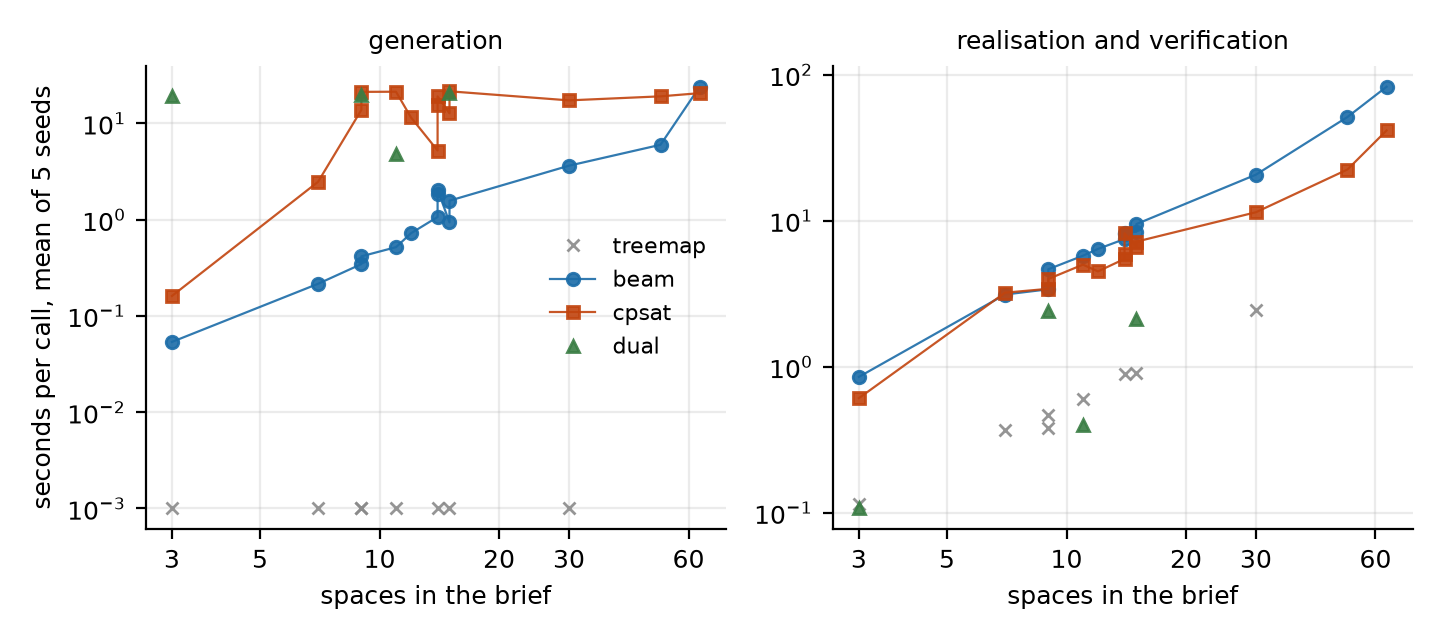 generation
seconds per call, mean of 5 seeds
10¹
10⁰
10⁻¹
10⁻²
10⁻³
treemap
beam
cpsat
dual
3
5
10
20
30
60
spaces in the brief
realisation and verification
10²
10¹
10⁰
10⁻¹
3
5
10
20
30
60
spaces in the brief